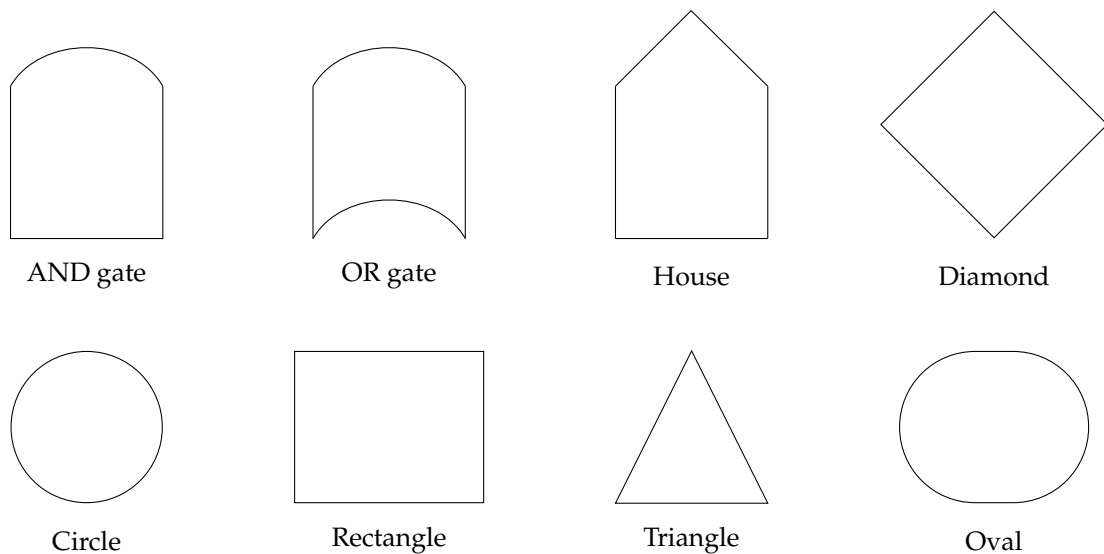 AND gate
OR gate
House
Diamond
Circle
Rectangle
Triangle
Oval